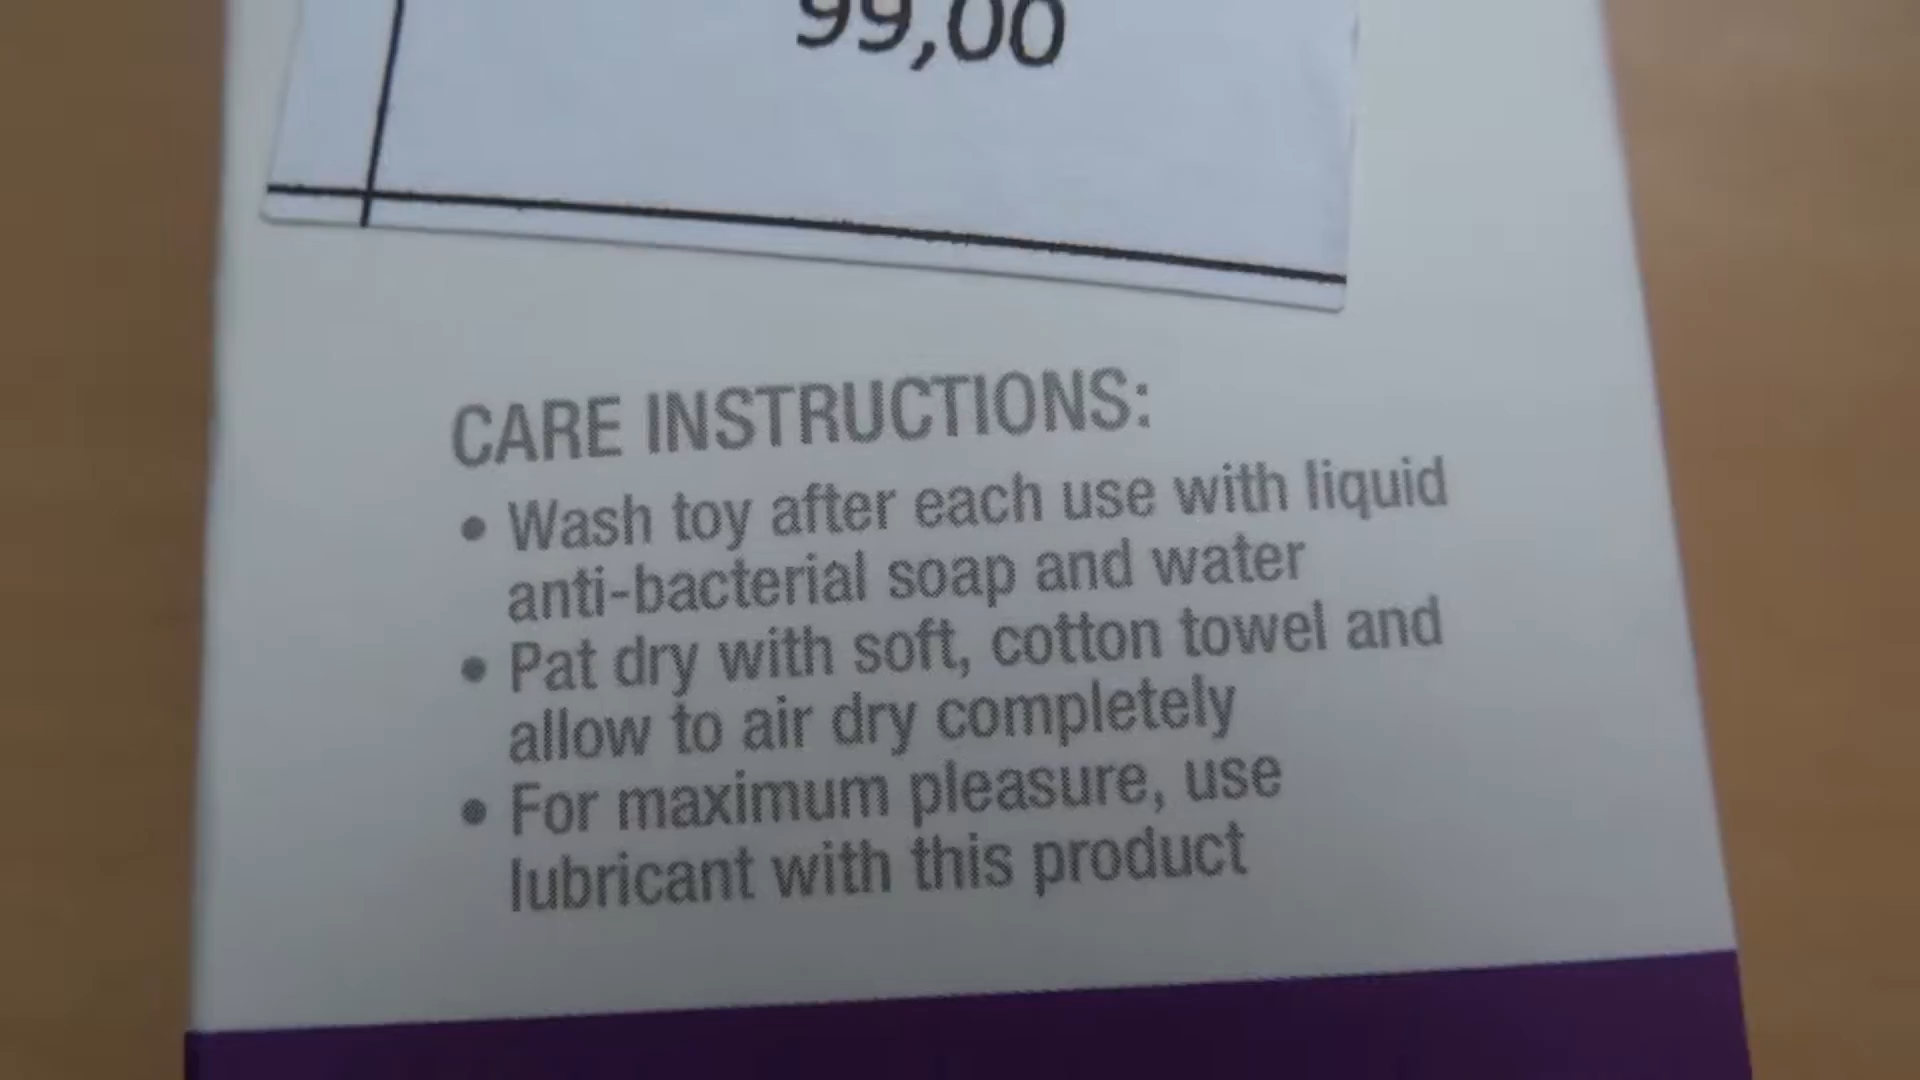 99,00
CARE INSTRUCTIONS:
• Wash toy after each use with liquid
anti-bacterial soap and water
• Pat dry with soft, cotton towel and
allow to air dry completely
• For maximum pleasure, use
lubricant with this product